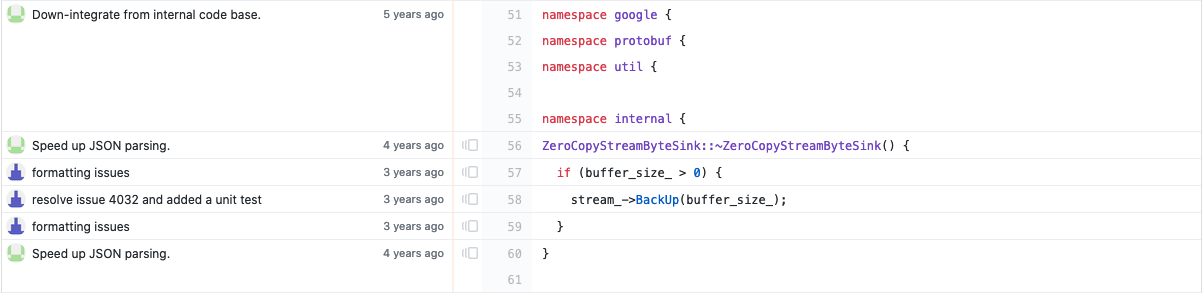 Down-integrate from internal code base. 5 years ago 51 namespace google {
52 namespace protobuf {
53 namespace util {
54
55 namespace internal {
Speed up JSON parsing. 4 years ago 56 ZeroCopyStreamByteSink::~ZeroCopyStreamByteSink() {
formatting issues 3 years ago 57 if (buffer_size_ > 0) {
resolve issue 4032 and added a unit test 3 years ago 58 stream_->BackUp(buffer_size_);
formatting issues 3 years ago 59 }
Speed up JSON parsing. 4 years ago 60 }
61